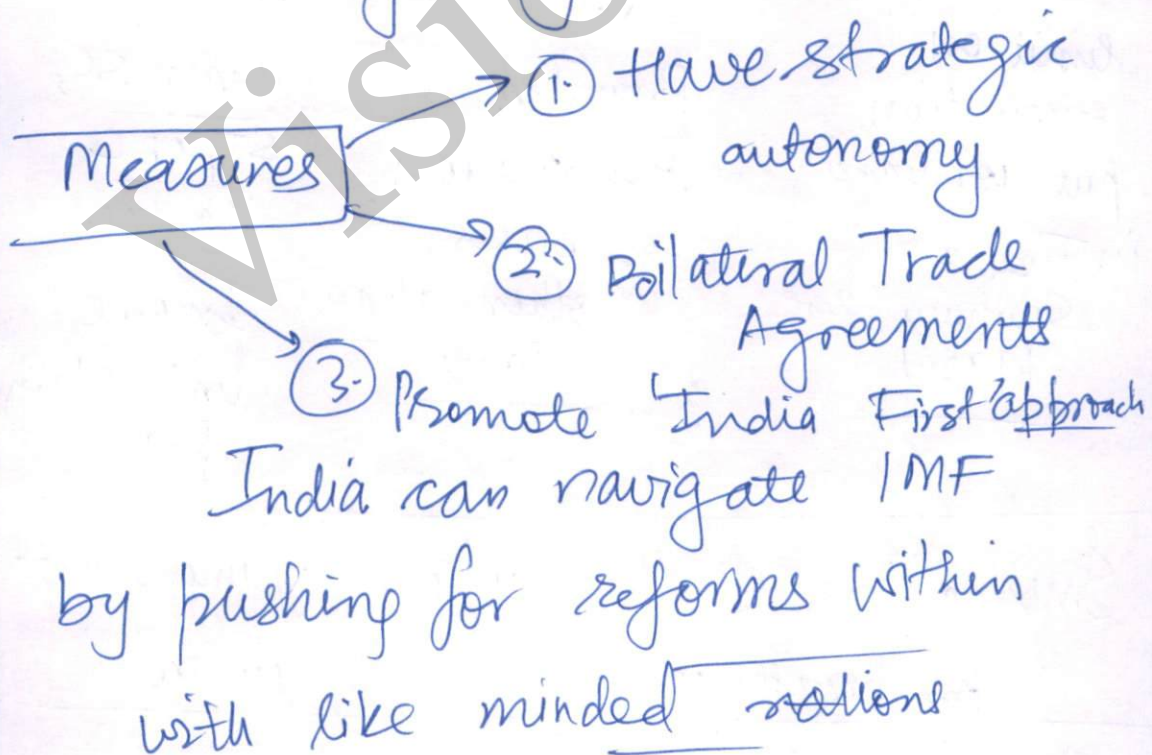 Visi
① Have strategic
autonomy
Measures
② Bilateral Trade
Agreements
③ Promote 'India First' approach
India can navigate IMF
by pushing for reforms within
with like minded nations